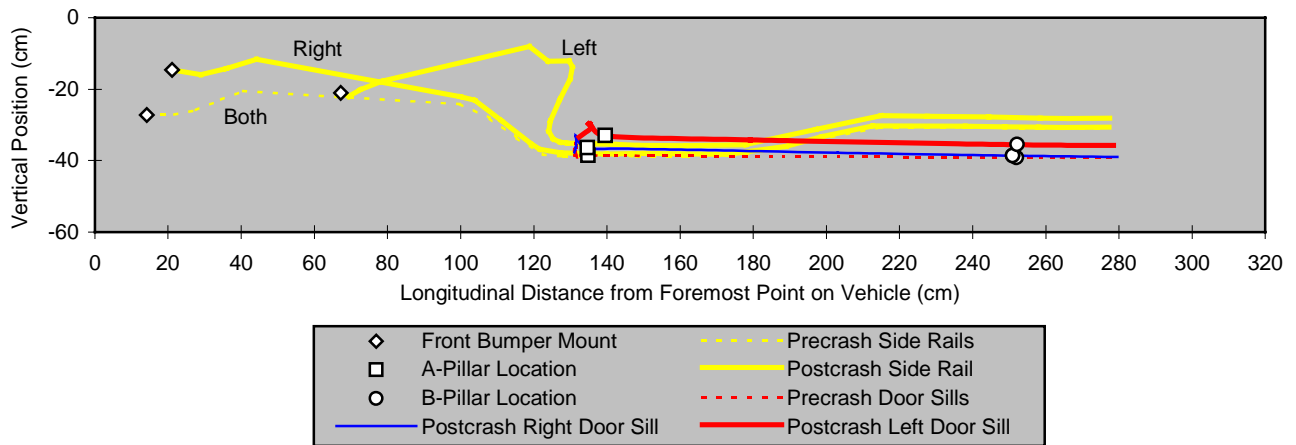 0
-20
-40
-60
Vertical Position (cm)
Right
Left
Both
0 20 40 60 80 100 120 140 160 180 200 220 240 260 280 300 320
Longitudinal Distance from Foremost Point on Vehicle (cm)
Front Bumper Mount Precrash Side Rails
A-Pillar Location Postcrash Side Rail
B-Pillar Location Precrash Door Sills
Postcrash Right Door Sill Postcrash Left Door Sill